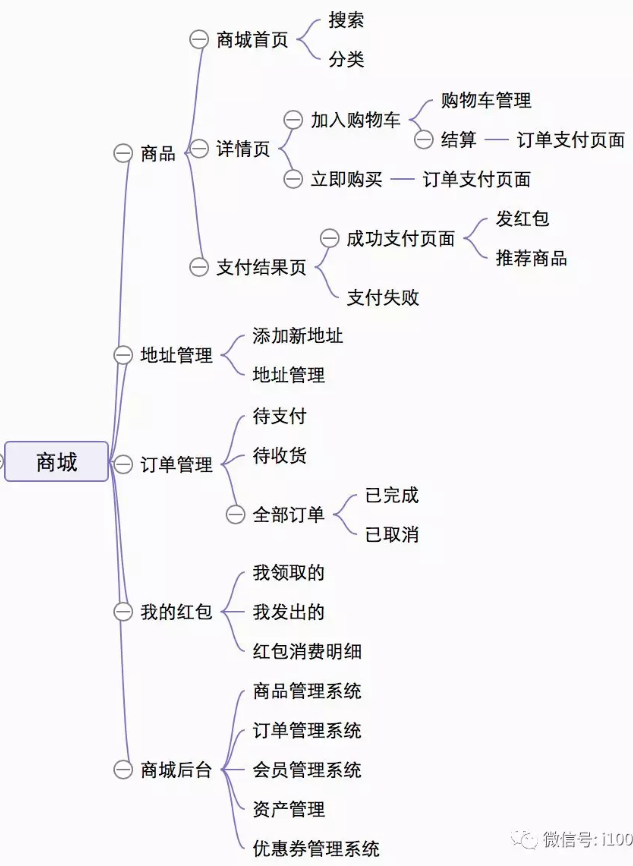 搜索
商城首页
分类
购物车管理
加入购物车
结算
订单支付页面
商品
详情页
立即购买
订单支付页面
发红包
成功支付页面
推荐商品
支付结果页
支付失败
添加新地址
地址管理
地址管理
待支付
商城
订单管理
待收货
全部订单
已完成
已取消
我领取的
我的红包
我发出的
红包消费明细
商品管理系统
订单管理系统
商城后台
会员管理系统
资产管理
优惠券管理系统
微信号: i100